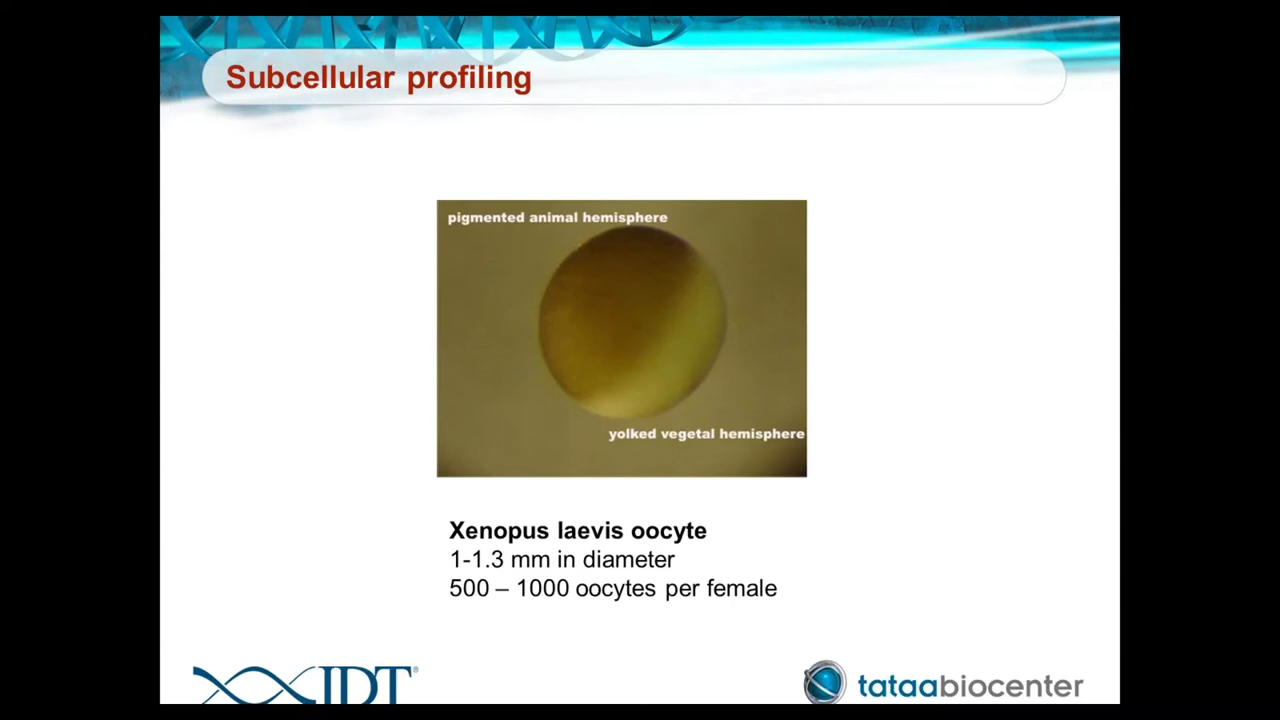 Subcellular profiling
pigmented animal hemisphere
yolked vegetal hemisphere
Xenopus laevis oocyte
1-1.3 mm in diameter
500 – 1000 oocytes per female
IDT®
tataabiocenter